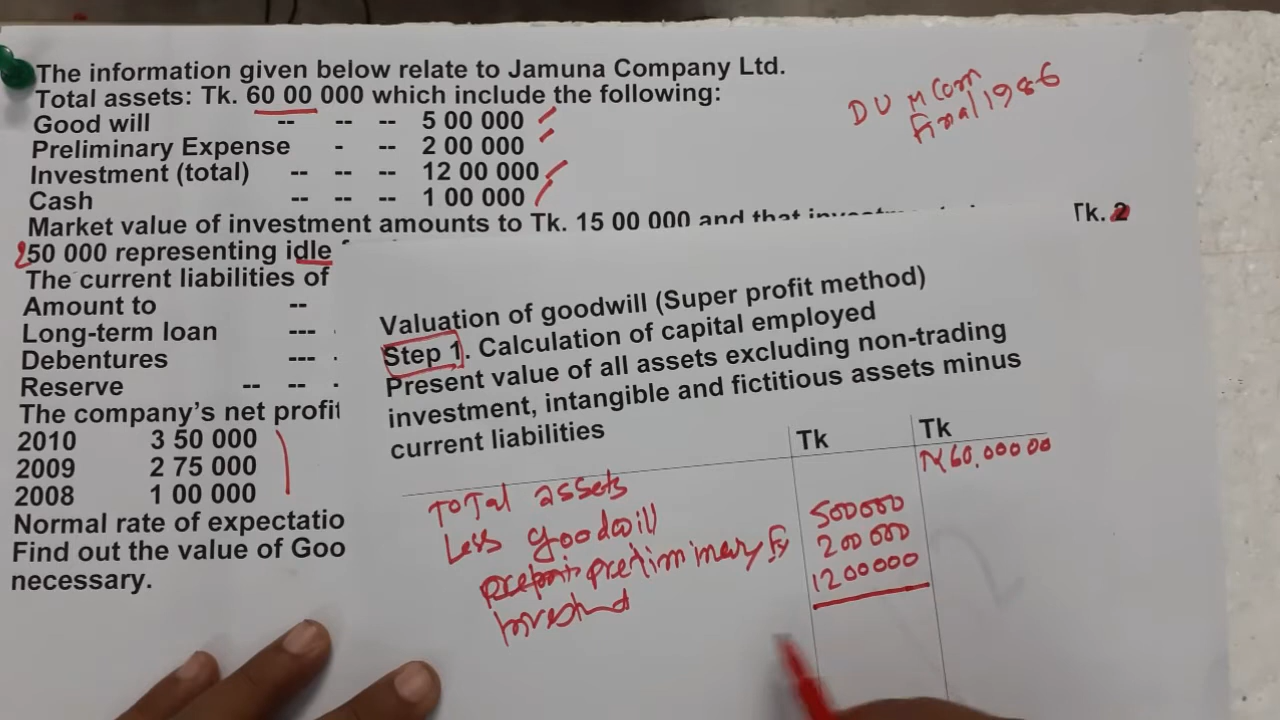 The information given below relate to Jamuna Company Ltd.
Total assets: Tk. 60 00 000 which include the following:
Good will -- -- -- 5 00 000
Preliminary Expense - -- 2 00 000
Investment (total) -- -- -- 12 00 000
Cash -- -- -- 1 00 000
DU M Com
final 1986
Market value of investment amounts to Tk. 15 00 000 and that Tk. 2
250 000 representing idle
The current liabilities of
Amount to --
Long-term loan ---
Debentures ---
Reserve -- --
The company's net profit
2010 3 50 000
2009 2 75 000
2008 1 00 000
Normal rate of expectatio
Find out the value of Goo
necessary.
Valuation of goodwill (Super profit method)
Step 1. Calculation of capital employed
Present value of all assets excluding non-trading
investment, intangible and fictitious assets minus
current liabilities
Tk Tk
Total assets 60,00000
Less goodwill 500000
preliminary Ex 200000
1200000